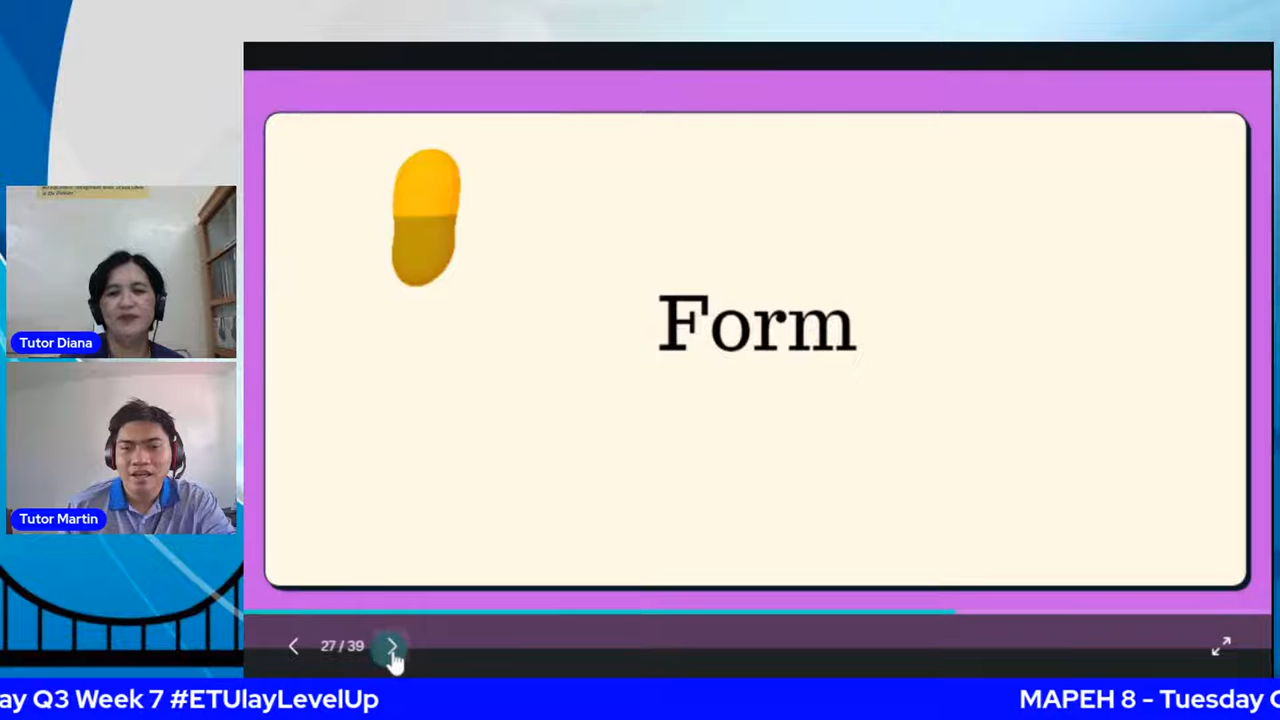 Form
Tutor Diana
Tutor Martin
27 / 39
ay Q3 Week 7 #ETUlayLevelUp
MAPEH 8 - Tuesday